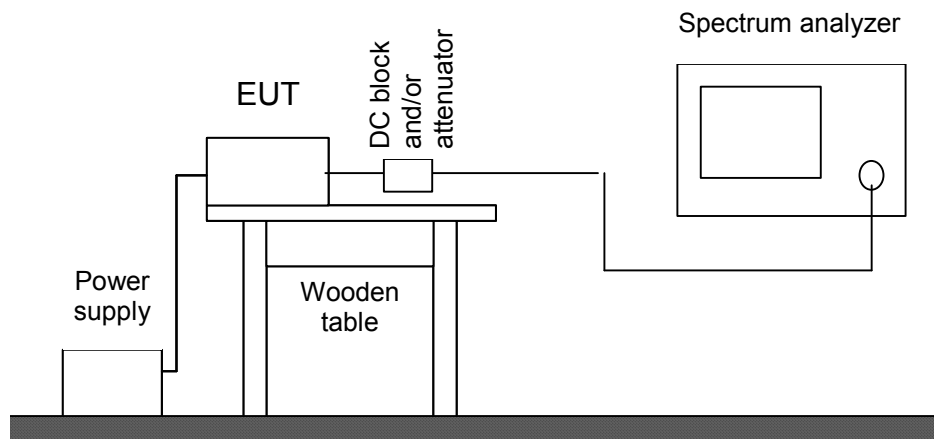 Spectrum analyzer
EUT
DC block
and/or
attenuator
Power
supply
Wooden
table